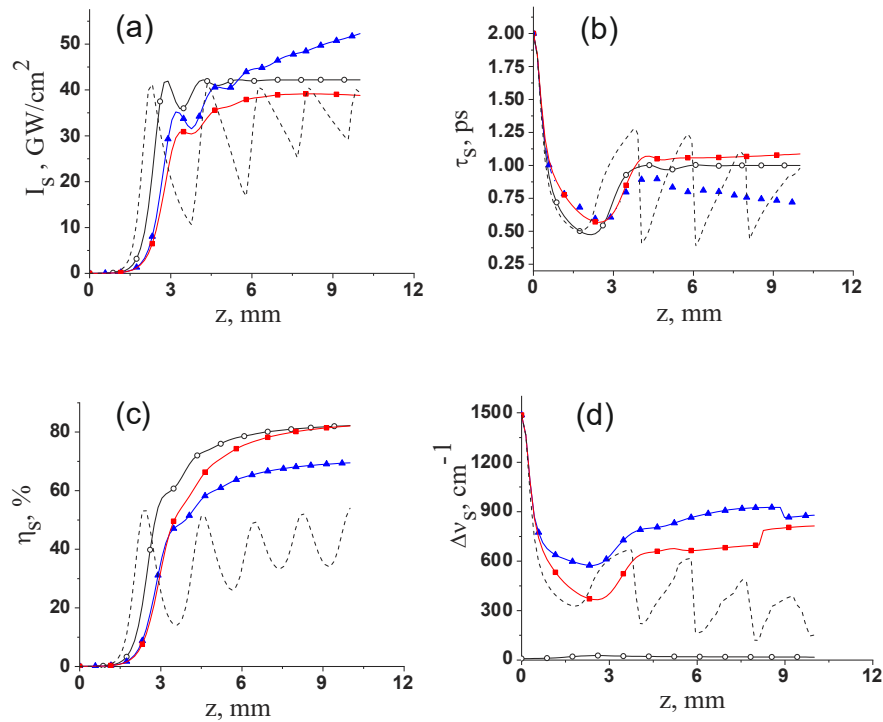 (a)
50
40
30
20
10
0
0 3 6 9 12
I_s, GW/cm^2
z, mm
(b)
2.00
1.75
1.50
1.25
1.00
0.75
0.50
0.25
0 3 6 9 12
τ_s, ps
z, mm
(c)
80
60
40
20
0
0 3 6 9 12
η_s, %
z, mm
(d)
1500
1200
900
600
300
0
0 3 6 9 12
Δν_s, cm^-1
z, mm